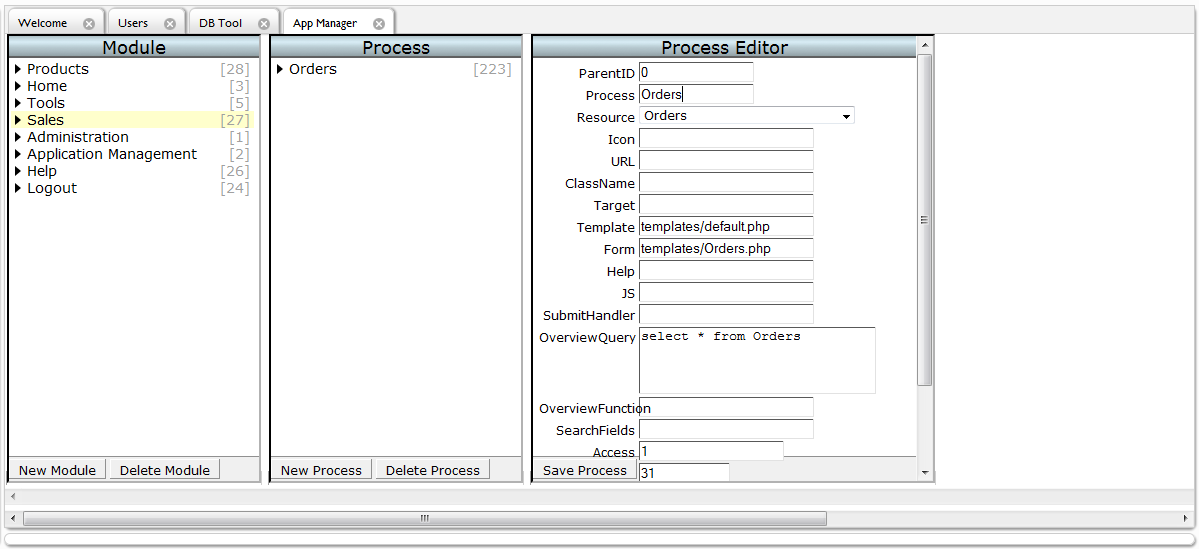 Welcome Users DB Tool App Manager
Module
Products [28]
Home [3]
Tools [5]
Sales [27]
Administration [1]
Application Management [2]
Help [26]
Logout [24]
New Module Delete Module
Process
Orders [223]
New Process Delete Process
Process Editor
ParentID 0
Process Orders
Resource Orders
Icon
URL
ClassName
Target
Template templates/default.php
Form templates/Orders.php
Help
JS
SubmitHandler
OverviewQuery select * from Orders
OverviewFunction
SearchFields
Access 1
Save Process 31